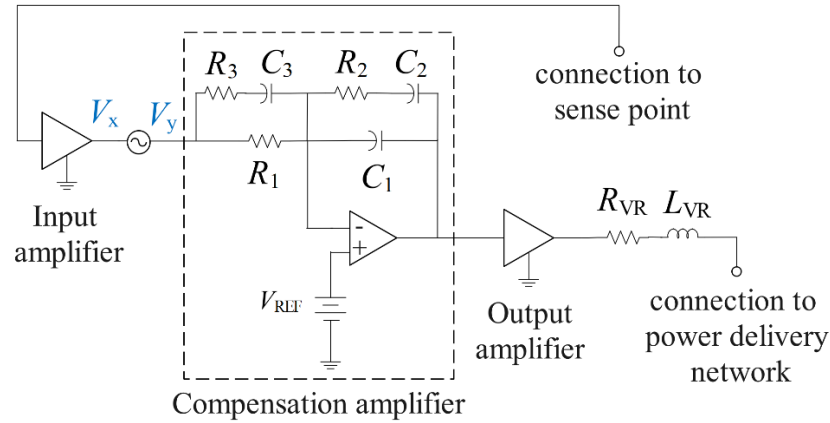 R3 C3 R2 C2
connection to
sense point
Vx Vy
R1 C1
Input
amplifier
-
+
VREF
RVR LVR
Output
amplifier
connection to
power delivery
network
Compensation amplifier